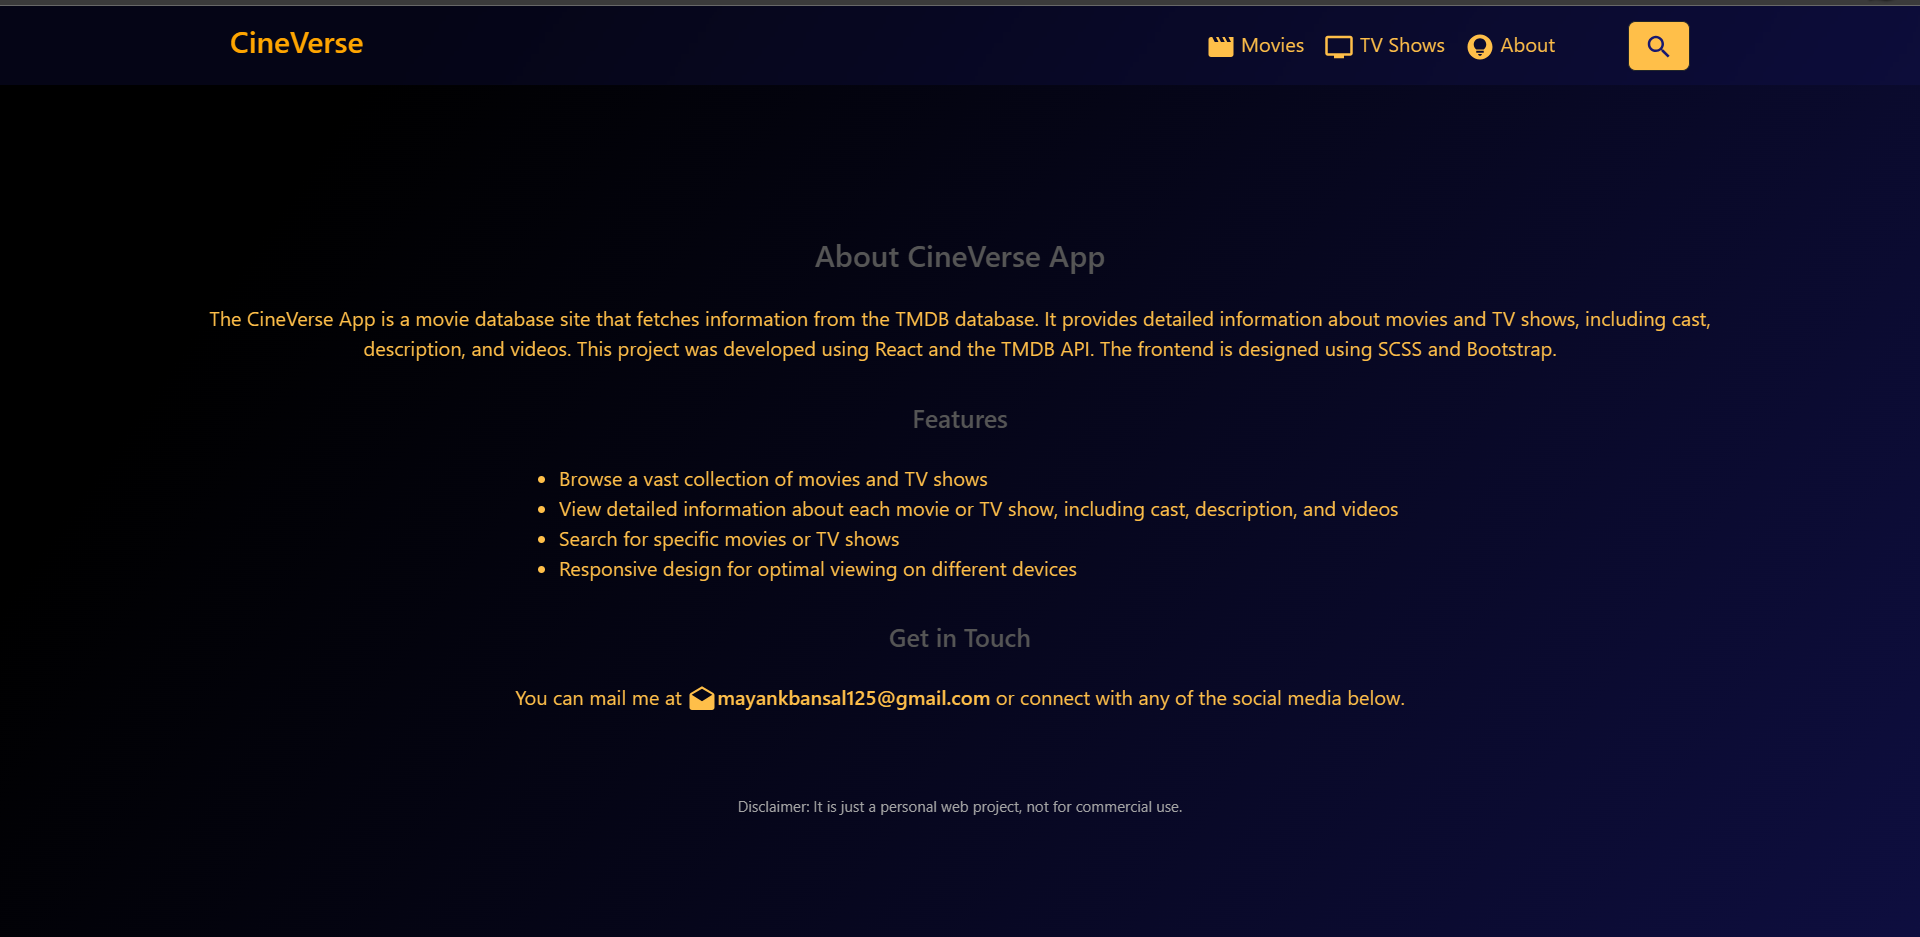 CineVerse
Movies
TV Shows
About
About CineVerse App
The CineVerse App is a movie database site that fetches information from the TMDB database. It provides detailed information about movies and TV shows, including cast,
description, and videos. This project was developed using React and the TMDB API. The frontend is designed using SCSS and Bootstrap.
Features
• Browse a vast collection of movies and TV shows
• View detailed information about each movie or TV show, including cast, description, and videos
• Search for specific movies or TV shows
• Responsive design for optimal viewing on different devices
Get in Touch
You can mail me at mayankbansal125@gmail.com or connect with any of the social media below.
Disclaimer: It is just a personal web project, not for commercial use.